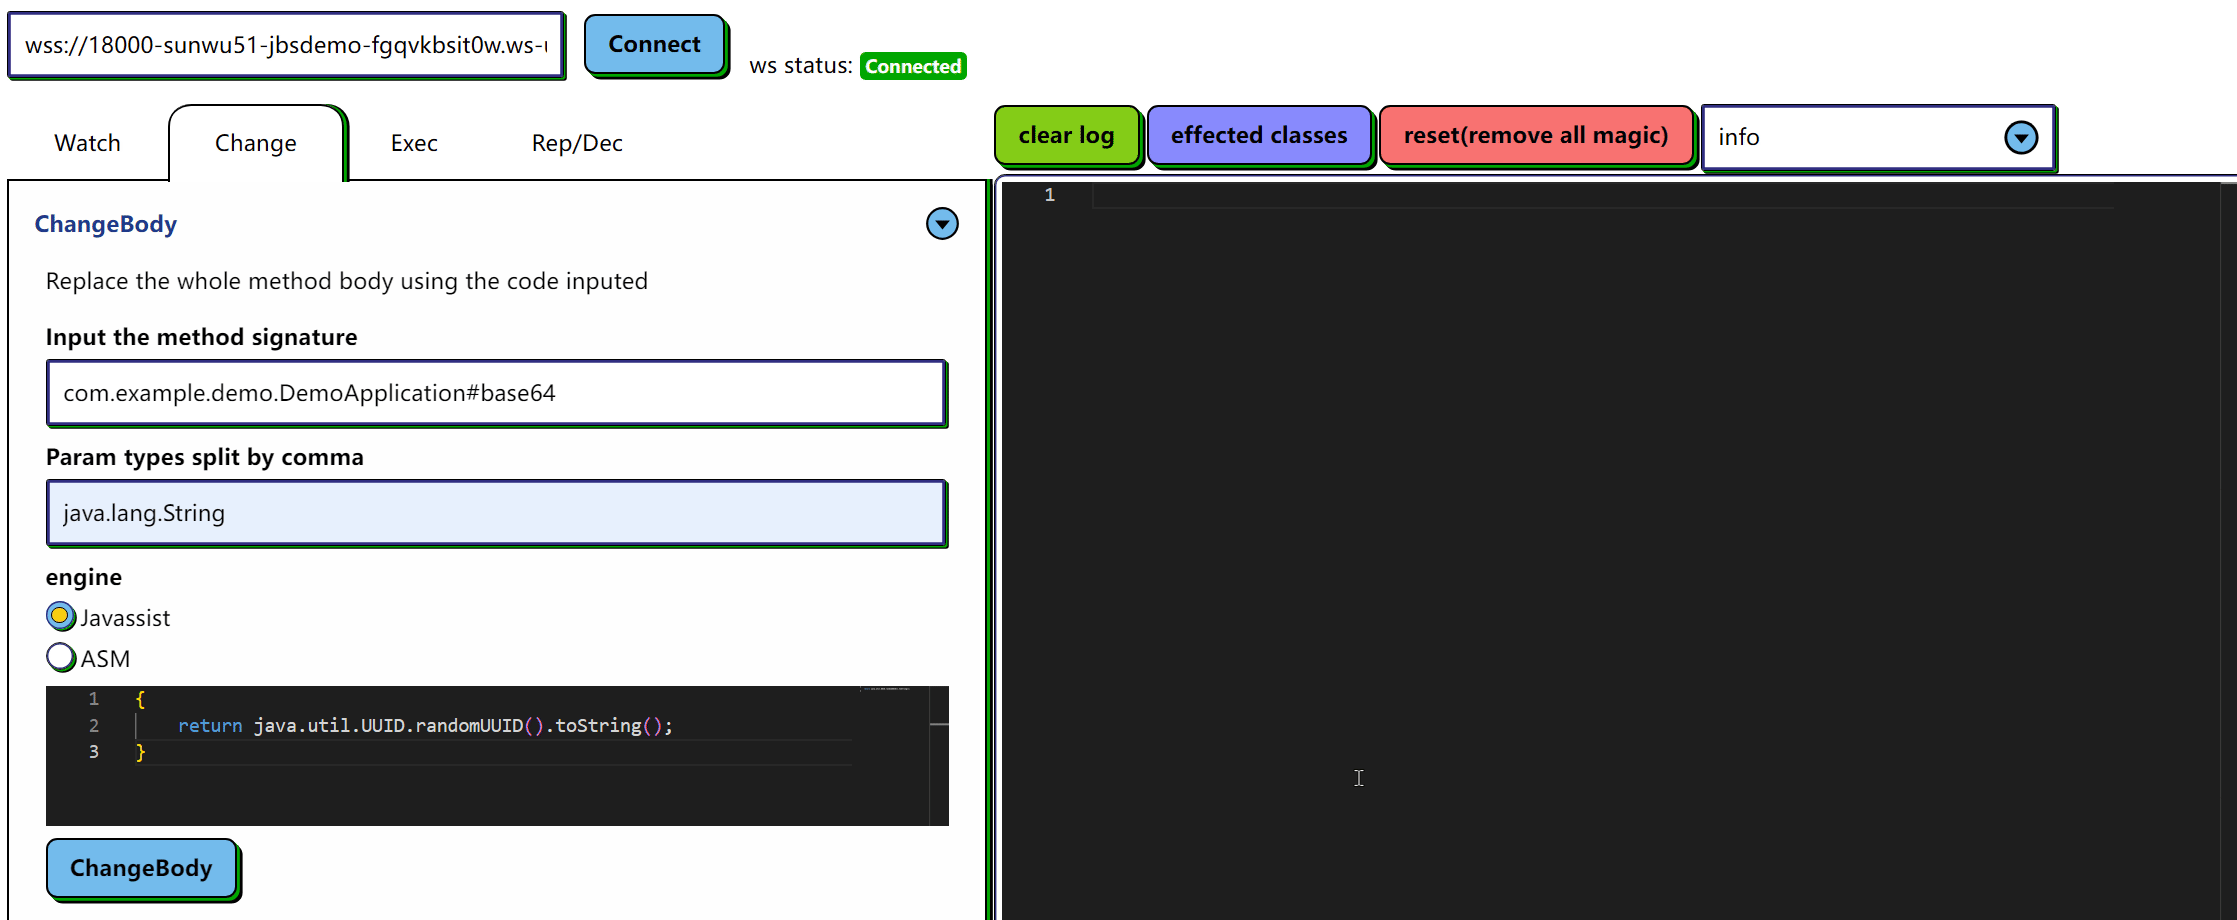 wss://18000-sunwu51-jbsdemo-fgqvkbsit0w.ws-
Connect
ws status: Connected
Watch
Change
Exec
Rep/Dec
clear log
effected classes
reset(remove all magic)
info
ChangeBody
Replace the whole method body using the code inputed
Input the method signature
com.example.demo.DemoApplication#base64
Param types split by comma
java.lang.String
engine
Javassist
ASM
1 {
2 return java.util.UUID.randomUUID().toString();
3 }
ChangeBody
1